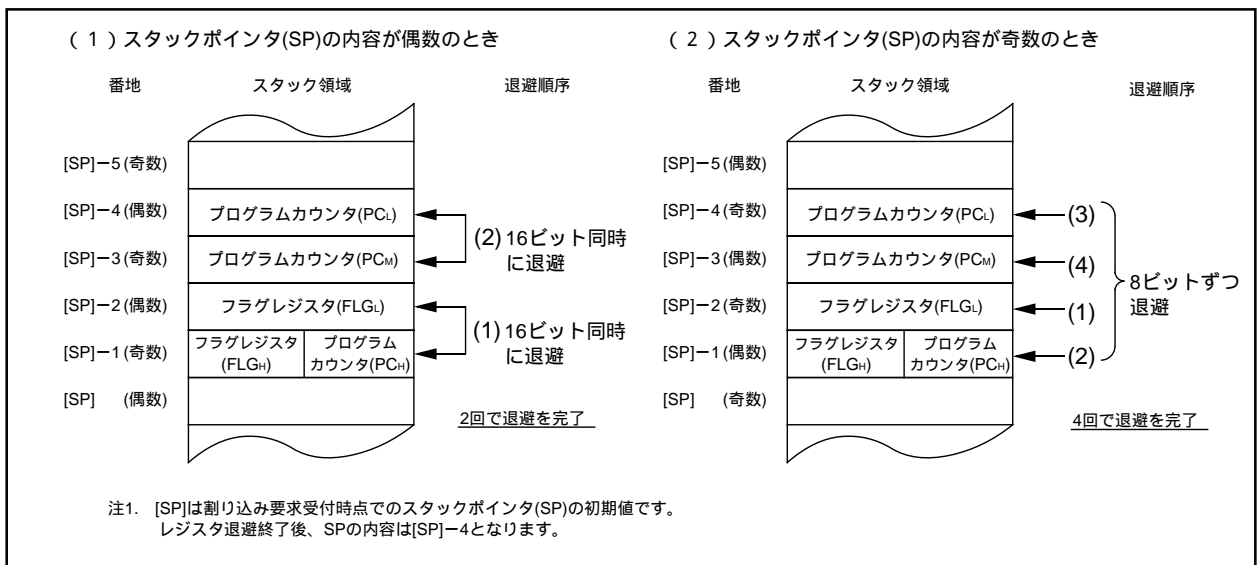 （１）スタックポインタ(SP)の内容が偶数のとき
番地 スタック領域 退避順序
[SP]ー5(奇数)
[SP]ー4(偶数) プログラムカウンタ(PCL)
[SP]ー3(奇数) プログラムカウンタ(PCM)
(2)16ビット同時
に退避
[SP]ー2(偶数) フラグレジスタ(FLGL)
[SP]ー1(奇数) フラグレジスタ
(FLGH)
プログラム
カウンタ(PCH)
(1)16ビット同時
に退避
[SP] (偶数)
2回で退避を完了
（２）スタックポインタ(SP)の内容が奇数のとき
番地 スタック領域 退避順序
[SP]ー5(偶数)
[SP]ー4(奇数) プログラムカウンタ(PCL) (3)
[SP]ー3(偶数) プログラムカウンタ(PCM) (4)
[SP]ー2(奇数) フラグレジスタ(FLGL) (1)
[SP]ー1(偶数) フラグレジスタ
(FLGH)
プログラム
カウンタ(PCH)
(2)
8ビットずつ
退避
[SP] (奇数)
4回で退避を完了
注1. [SP]は割り込み要求受付時点でのスタックポインタ(SP)の初期値です。
レジスタ退避終了後、SPの内容は[SP]ー4となります。